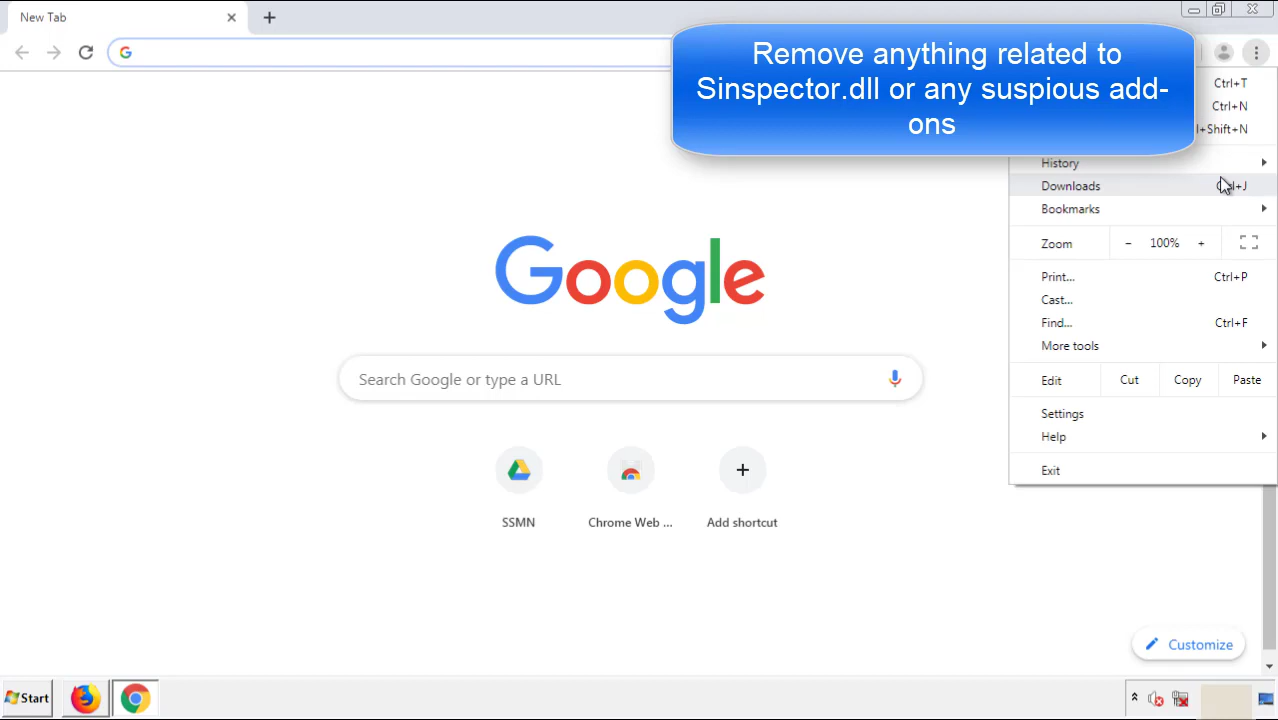 New Tab
Remove anything related to
Sinspector.dll or any suspious add-
ons
Ctrl+T
Ctrl+N
l+Shift+N
History
Downloads
Bookmarks
Zoom - 100% +
Print... Ctrl+P
Cast...
Find... Ctrl+F
More tools
Edit Cut Copy Paste
Settings
Help
Exit
Google
Search Google or type a URL
SSMN
Chrome Web ...
Add shortcut
Customize
Start